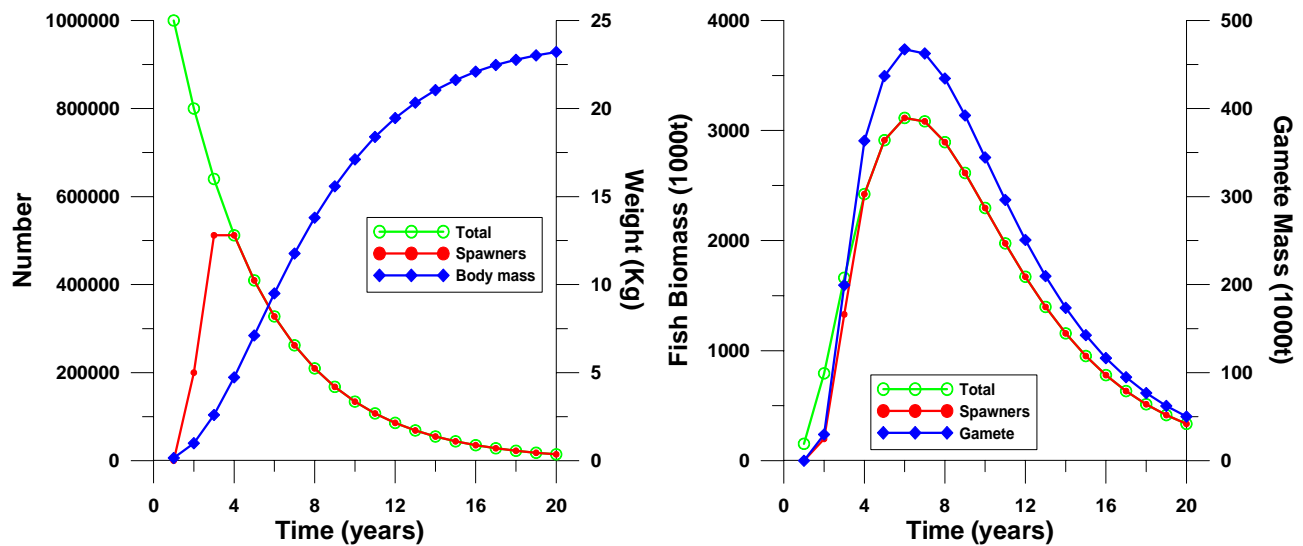 1000000
800000
600000
400000
200000
0
Number
25
20
15
10
5
0
Weight (Kg)
Total
Spawners
Body mass
0
4
8
12
16
20
Time (years)
4000
3000
2000
1000
0
Fish Biomass (1000t)
500
400
300
200
100
0
Gamete Mass (1000t)
Total
Spawners
Gamete
0
4
8
12
16
20
Time (years)